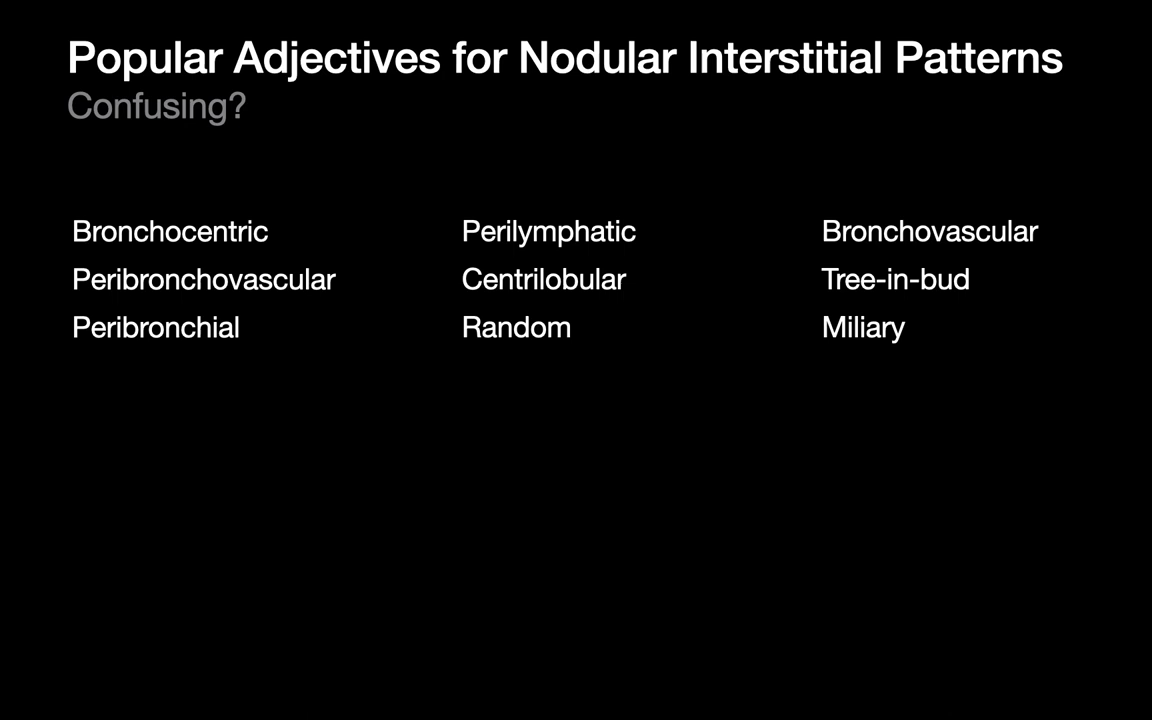 Popular Adjectives for Nodular Interstitial Patterns
Confusing?
Bronchocentric
Peribronchovascular
Peribronchial
Perilymphatic
Centrilobular
Random
Bronchovascular
Tree-in-bud
Miliary